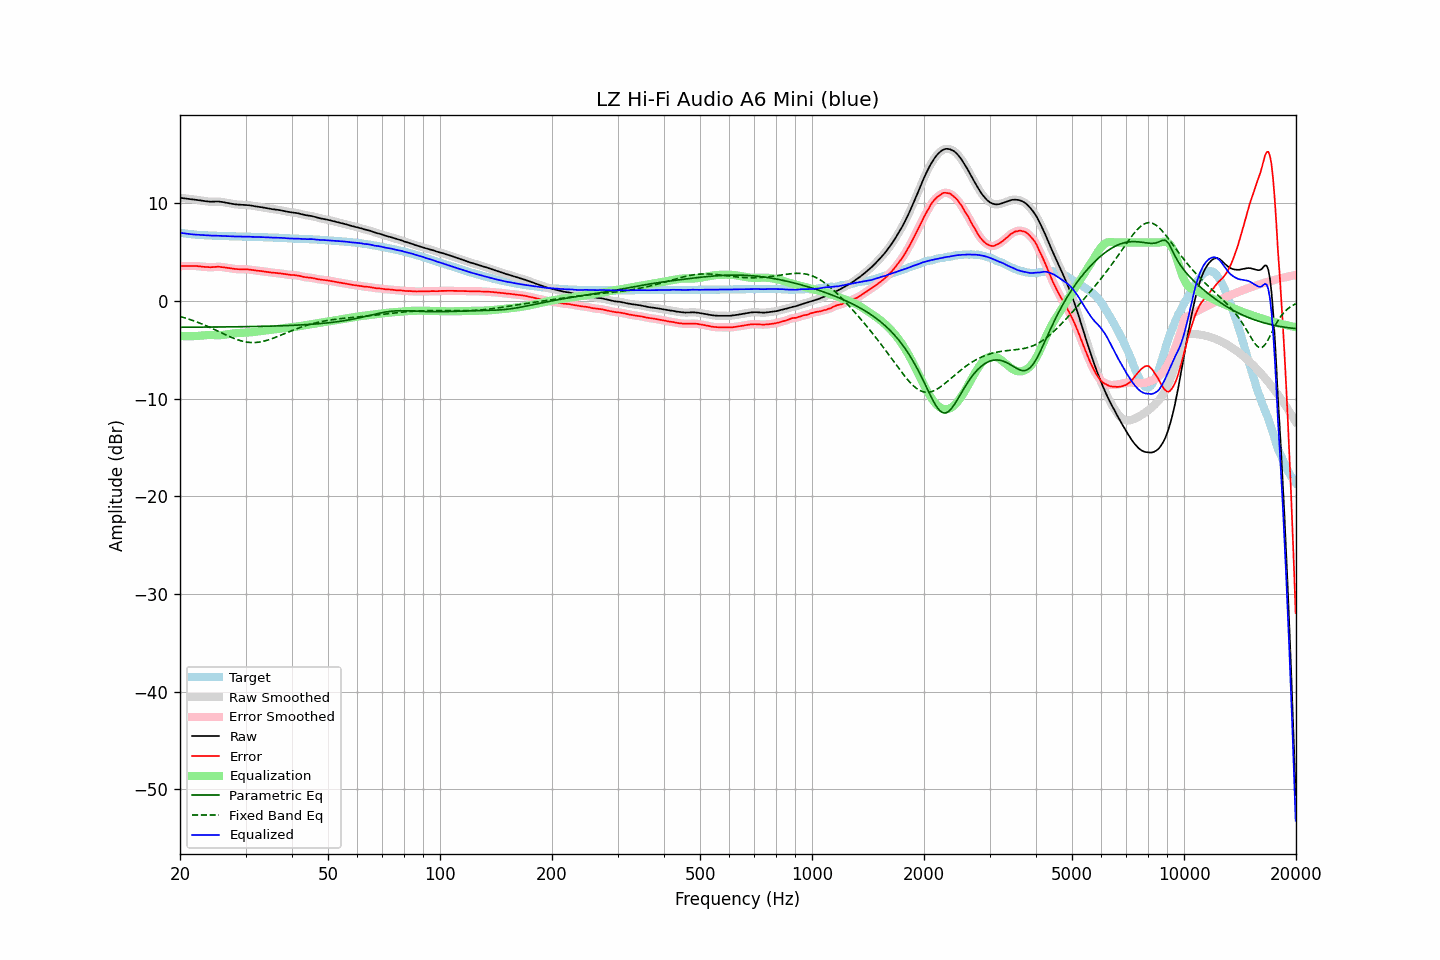 LZ Hi-Fi Audio A6 Mini (blue)
10
0
−10
−20
−30
−40
−50
Amplitude (dBr)
Target
Raw Smoothed
Error Smoothed
Raw
Error
Equalization
Parametric Eq
Fixed Band Eq
Equalized
20 50 100 200 500 1000 2000 5000 10000 20000
Frequency (Hz)